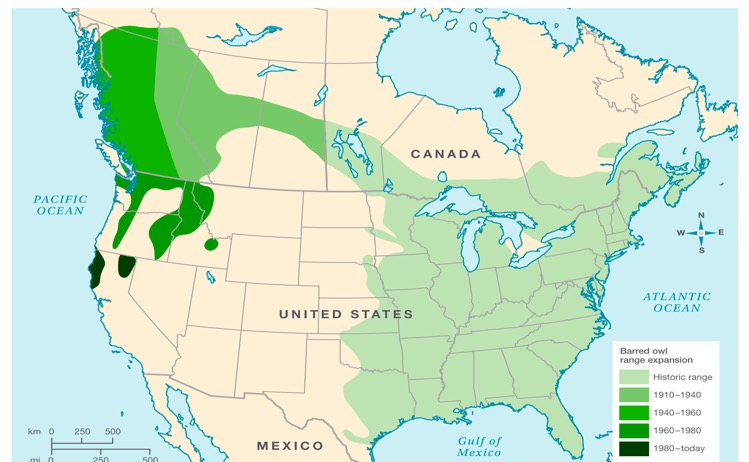 CANADA
PACIFIC
OCEAN
N
W E
S
ATLANTIC
OCEAN
UNITED STATES
Barred owl
range expansion
Historic range
1910–1940
1940–1960
1960–1980
1980–today
km 0 250 500
mi 0 250 500
MEXICO
Gulf of
Mexico